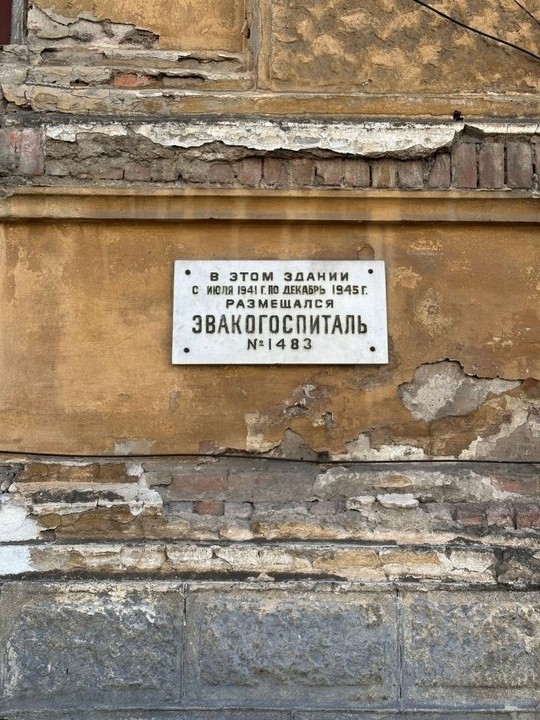 В ЭТОМ ЗДАНИИ
С ИЮЛЯ 1941 Г. ПО ДЕКАБРЬ 1945 Г.
РАЗМЕЩАЛСЯ
ЭВАКОГОСПИТАЛЬ
№1483